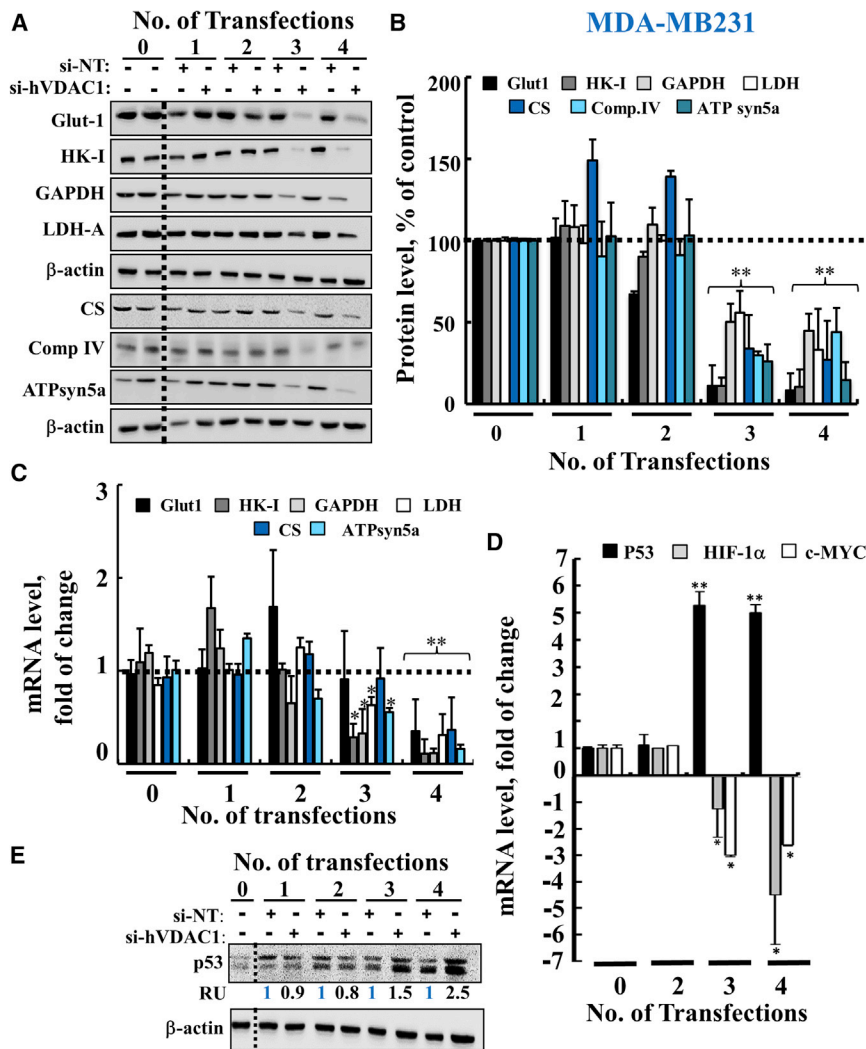 A
No. of Transfections
0 1 2 3 4
si-NT: - - + - + - + - + -
si-hVDAC1: - - - + - + - + - +
Glut-1
HK-I
GAPDH
LDH-A
β-actin
CS
Comp IV
ATPsyn5a
β-actin
B
MDA-MB231
Glut1 HK-I GAPDH LDH
CS Comp.IV ATP syn5a
Protein level, % of control
200
150
100
50
0
** **
0 1 2 3 4
No. of Transfections
C
Glut1 HK-I GAPDH LDH
CS ATPsyn5a
mRNA level,
fold of change
3
2
1
0
* * * * **
0 1 2 3 4
No. of transfections
D
P53 HIF-1α c-MYC
mRNA level, fold of change
7
6
5
4
3
2
1
0
-1
-2
-3
-4
-5
-6
-7
** **
* * * *
0 2 3 4
No. of Transfections
E
No. of transfections
0 1 2 3 4
si-NT: - + - + - + - + -
si-hVDAC1: - - + - + - + - +
p53
RU 1 0.9 1 0.8 1 1.5 1 2.5
β-actin